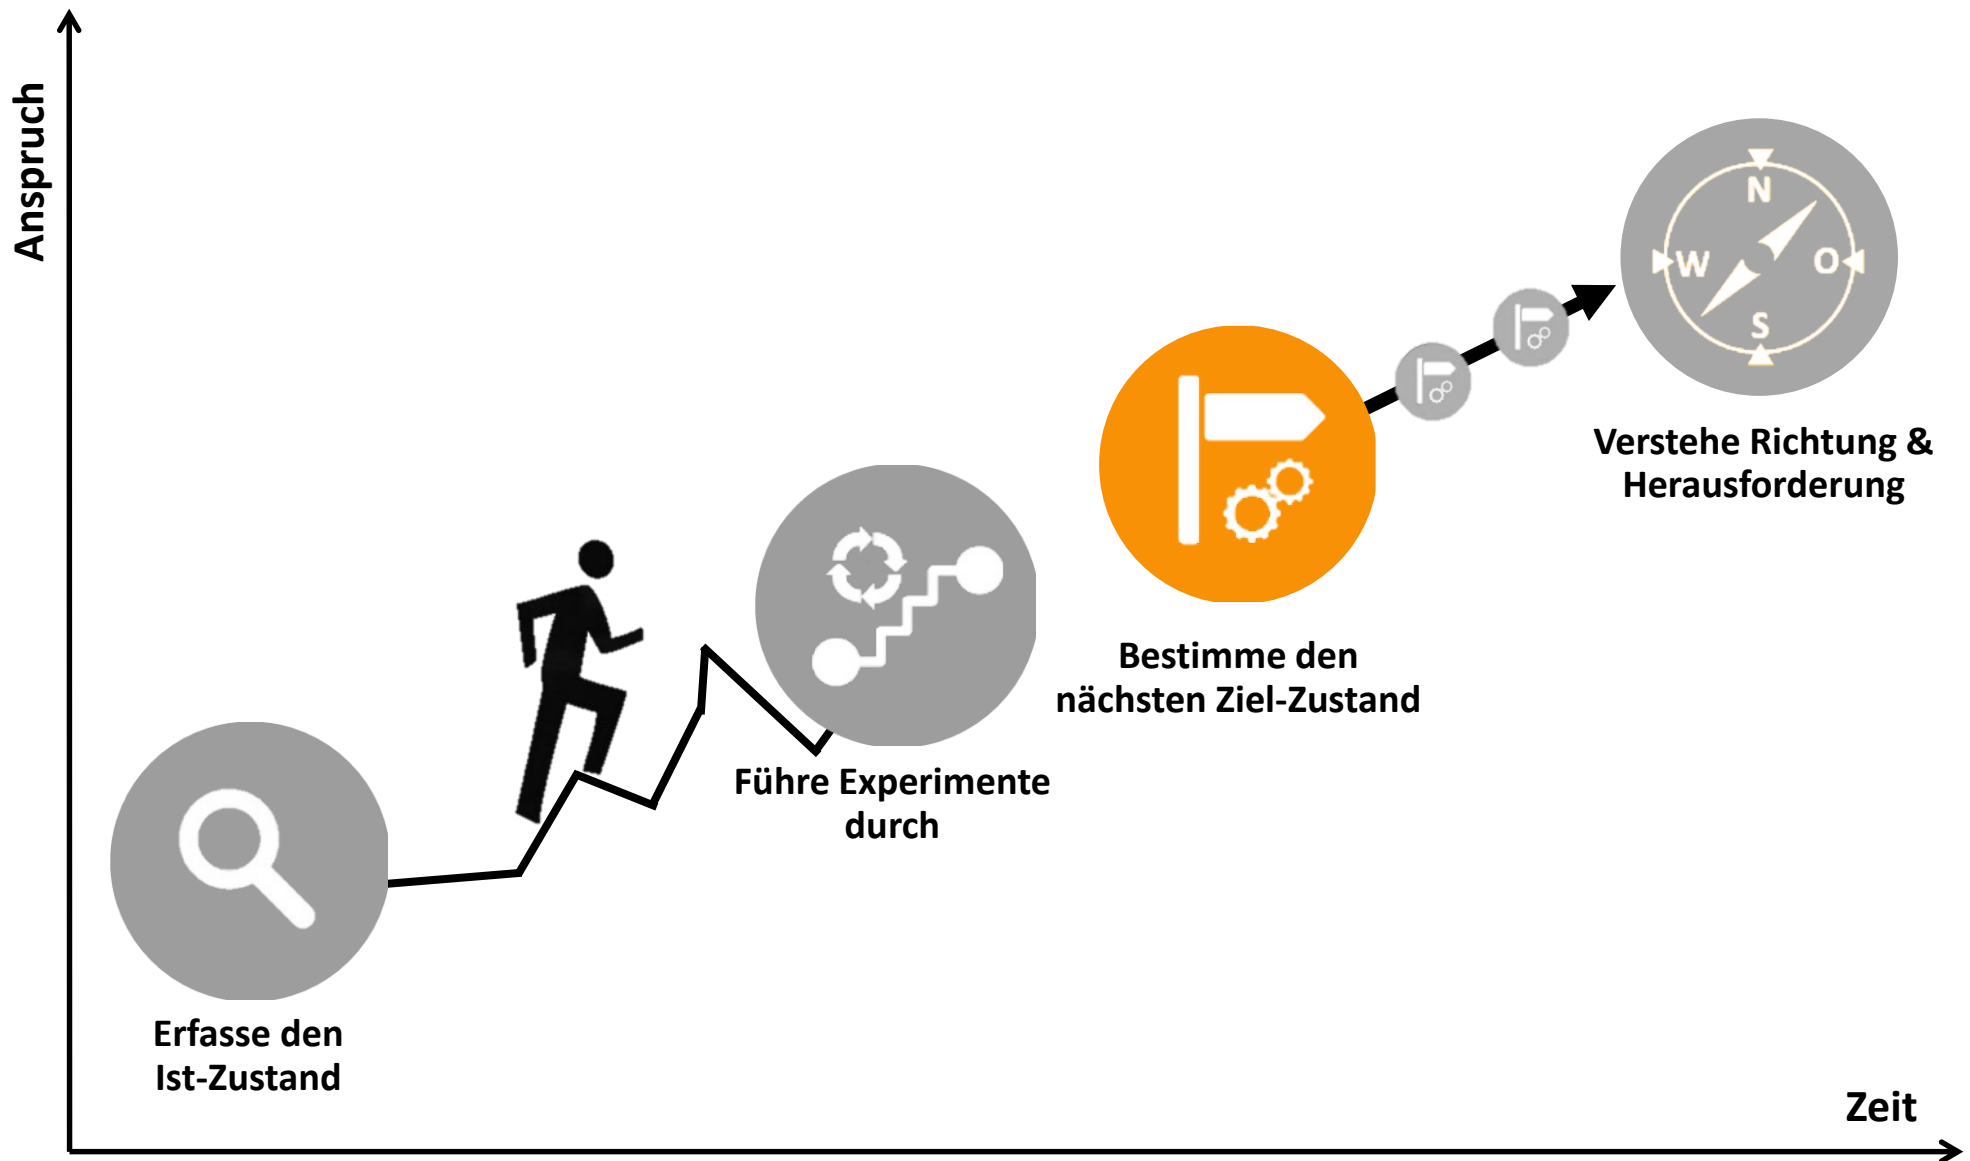 Anspruch
N
W
O
S
Verstehe Richtung &
Herausforderung
Bestimme den
nächsten Ziel-Zustand
Führe Experimente
durch
Erfasse den
Ist-Zustand
Zeit